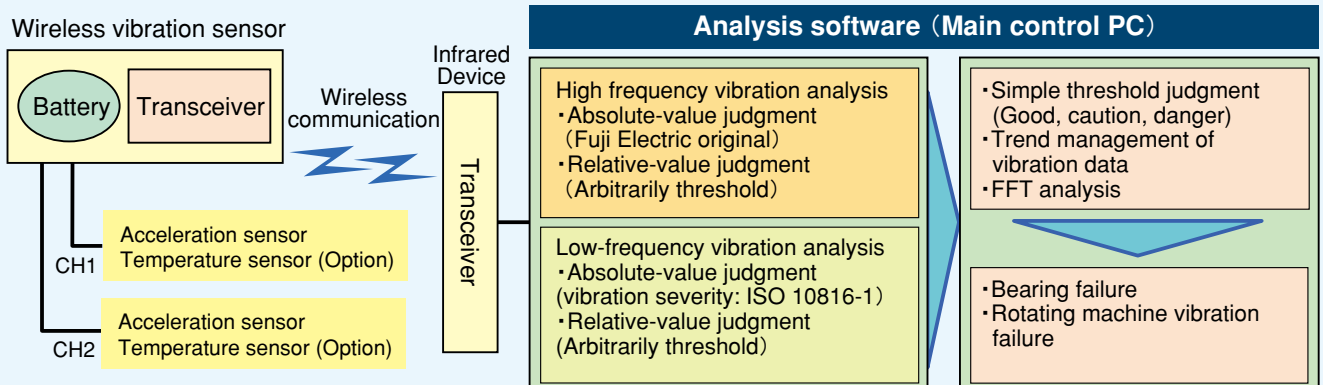 Wireless vibration sensor
Battery
Transceiver
Wireless
communication
Infrared
Device
Transceiver
CH1
Acceleration sensor
Temperature sensor (Option)
CH2
Acceleration sensor
Temperature sensor (Option)
Analysis software（Main control PC）
High frequency vibration analysis
・Absolute-value judgment
（Fuji Electric original）
・Relative-value judgment
（Arbitrarily threshold）
Low-frequency vibration analysis
・Absolute-value judgment
(vibration severity: ISO 10816-1）
・Relative-value judgment
(Arbitrarily threshold）
・Simple threshold judgment
(Good, caution, danger)
・Trend management of
vibration data
・FFT analysis
・Bearing failure
・Rotating machine vibration
failure